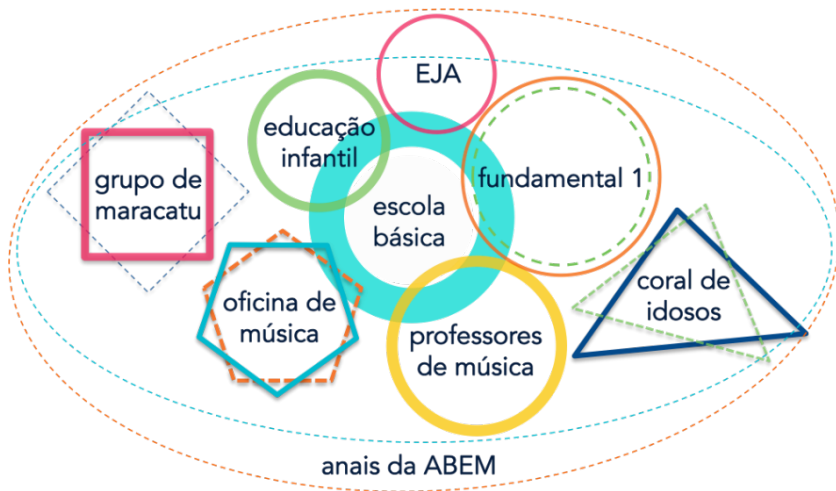 EJA
educação
infantil
fundamental 1
grupo de
maracatu
escola
básica
oficina de
música
coral de
idosos
professores
de música
anais da ABEM